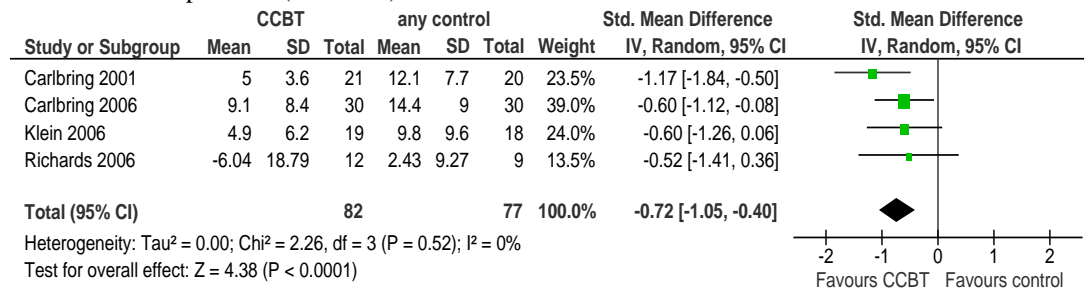 CCBT any control Std. Mean Difference Std. Mean Difference
Study or Subgroup Mean SD Total Mean SD Total Weight IV, Random, 95% CI IV, Random, 95% CI
Carlbring 2001 5 3.6 21 12.1 7.7 20 23.5% -1.17 [-1.84, -0.50]
Carlbring 2006 9.1 8.4 30 14.4 9 30 39.0% -0.60 [-1.12, -0.08]
Klein 2006 4.9 6.2 19 9.8 9.6 18 24.0% -0.60 [-1.26, 0.06]
Richards 2006 -6.04 18.79 12 2.43 9.27 9 13.5% -0.52 [-1.41, 0.36]
Total (95% CI) 82 77 100.0% -0.72 [-1.05, -0.40]
Heterogeneity: Tau² = 0.00; Chi² = 2.26, df = 3 (P = 0.52); I² = 0%
Test for overall effect: Z = 4.38 (P < 0.0001)
-2 -1 0 1 2
Favours CCBT Favours control